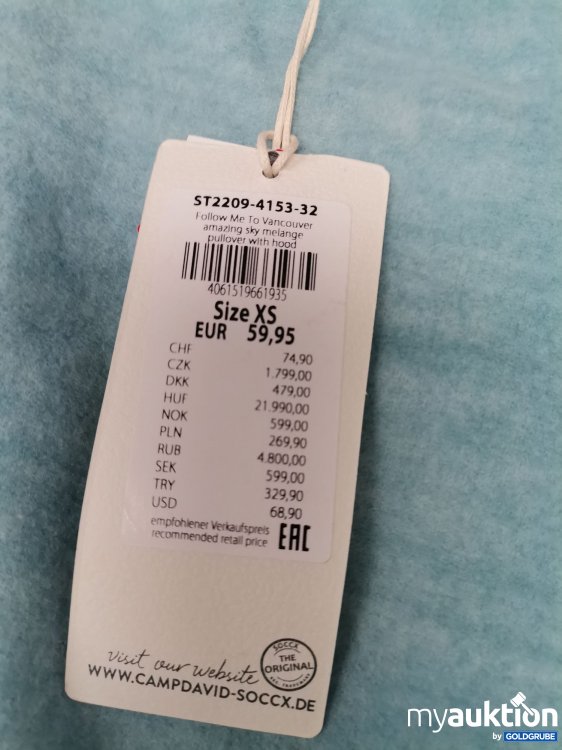 ST2209-4153-32
Follow Me To Vancouver
amazing sky melange
pullover with hood
4061519661935
Size XS
EUR 59,95
CHF 74,90
CZK 1.799,00
DKK 479,00
HUF 21.990,00
NOK 599,00
PLN 269,90
RUB 4.800,00
SEK 599,00
TRY 329,90
USD 68,90
empfohlener Verkaufspreis
recommended retail price
EAC
visit our website
WWW.CAMPDAVID-SOCCX.DE
SOCCX
THE
ORIGINAL
myauktion
by GOLDGRUBE